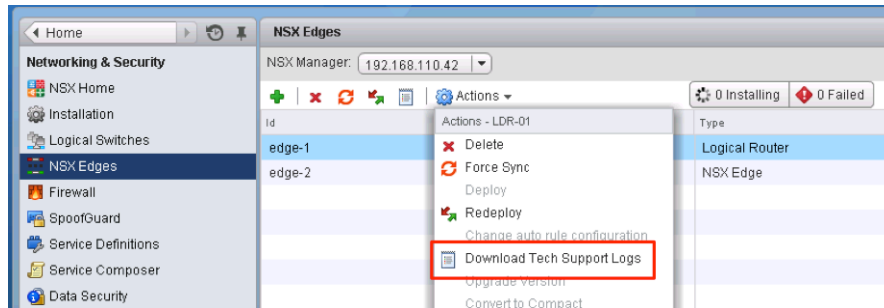 Home
NSX Edges
Networking & Security
NSX Manager: 192.168.110.42
NSX Home
Installation
Logical Switches
NSX Edges
Firewall
SpoofGuard
Service Definitions
Service Composer
Data Security
Actions
0 Installing
0 Failed
Id
Type
edge-1
Logical Router
edge-2
NSX Edge
Actions - LDR-01
Delete
Force Sync
Deploy
Redeploy
Change auto rule configuration
Download Tech Support Logs
Upgrade Version
Convert to Compact